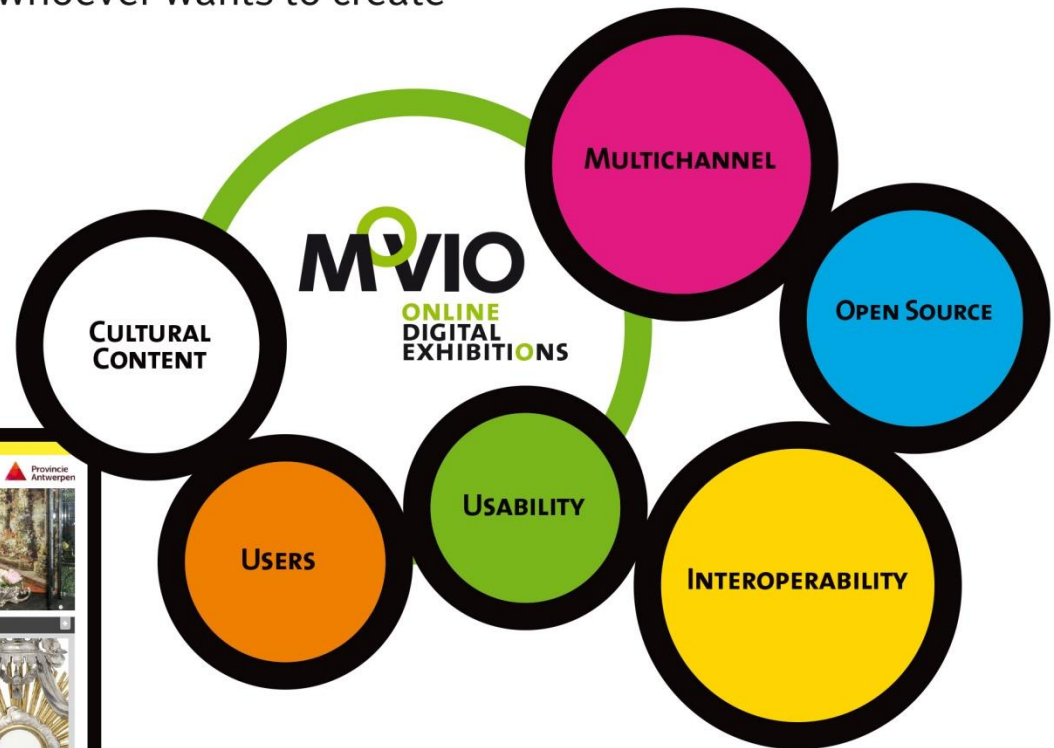 whoever wants to create
MULTICHANNEL
MOVIO
ONLINE
DIGITAL
EXHIBITIONS
OPEN SOURCE
CULTURAL
CONTENT
Provincie
Antwerpen
USABILITY
USERS
INTEROPERABILITY